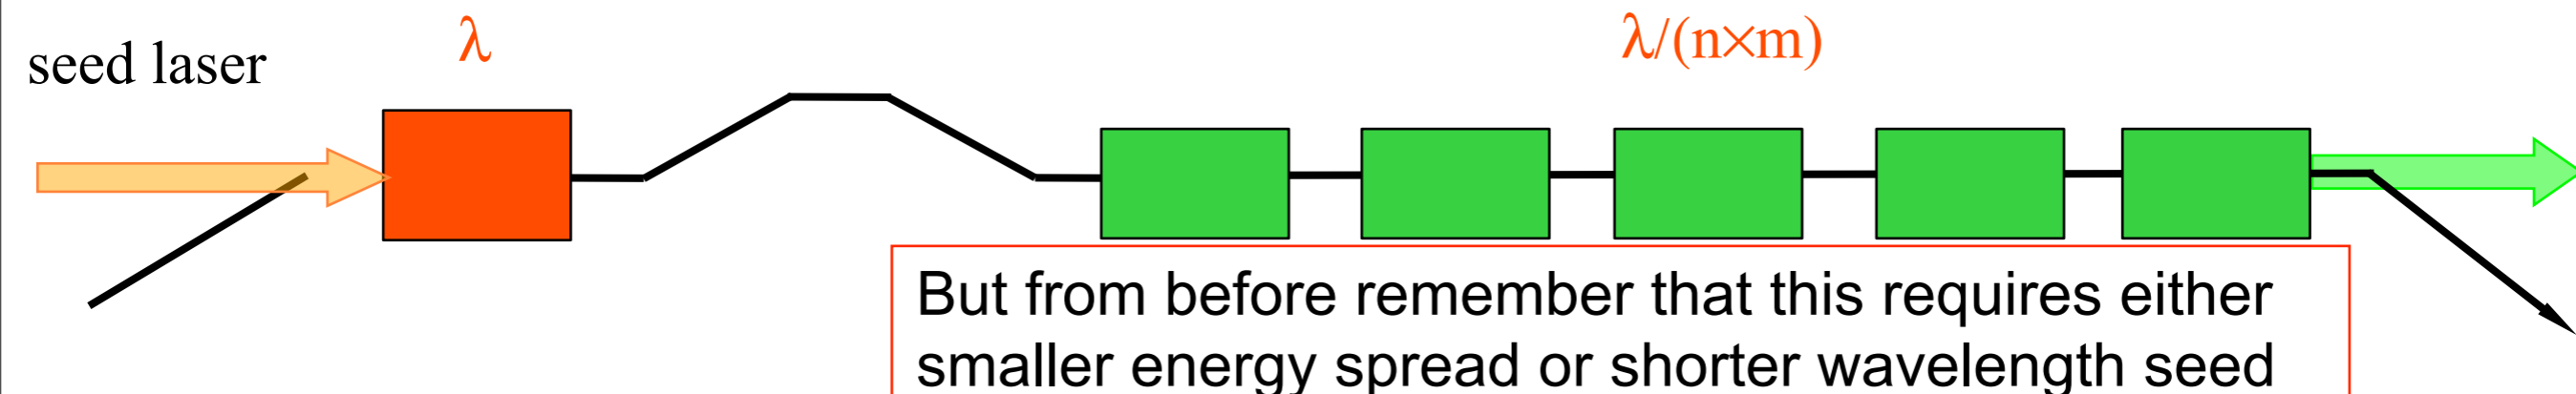 seed laser
λ
λ/(n×m)
But from before remember that this requires either
smaller energy spread or shorter wavelength seed